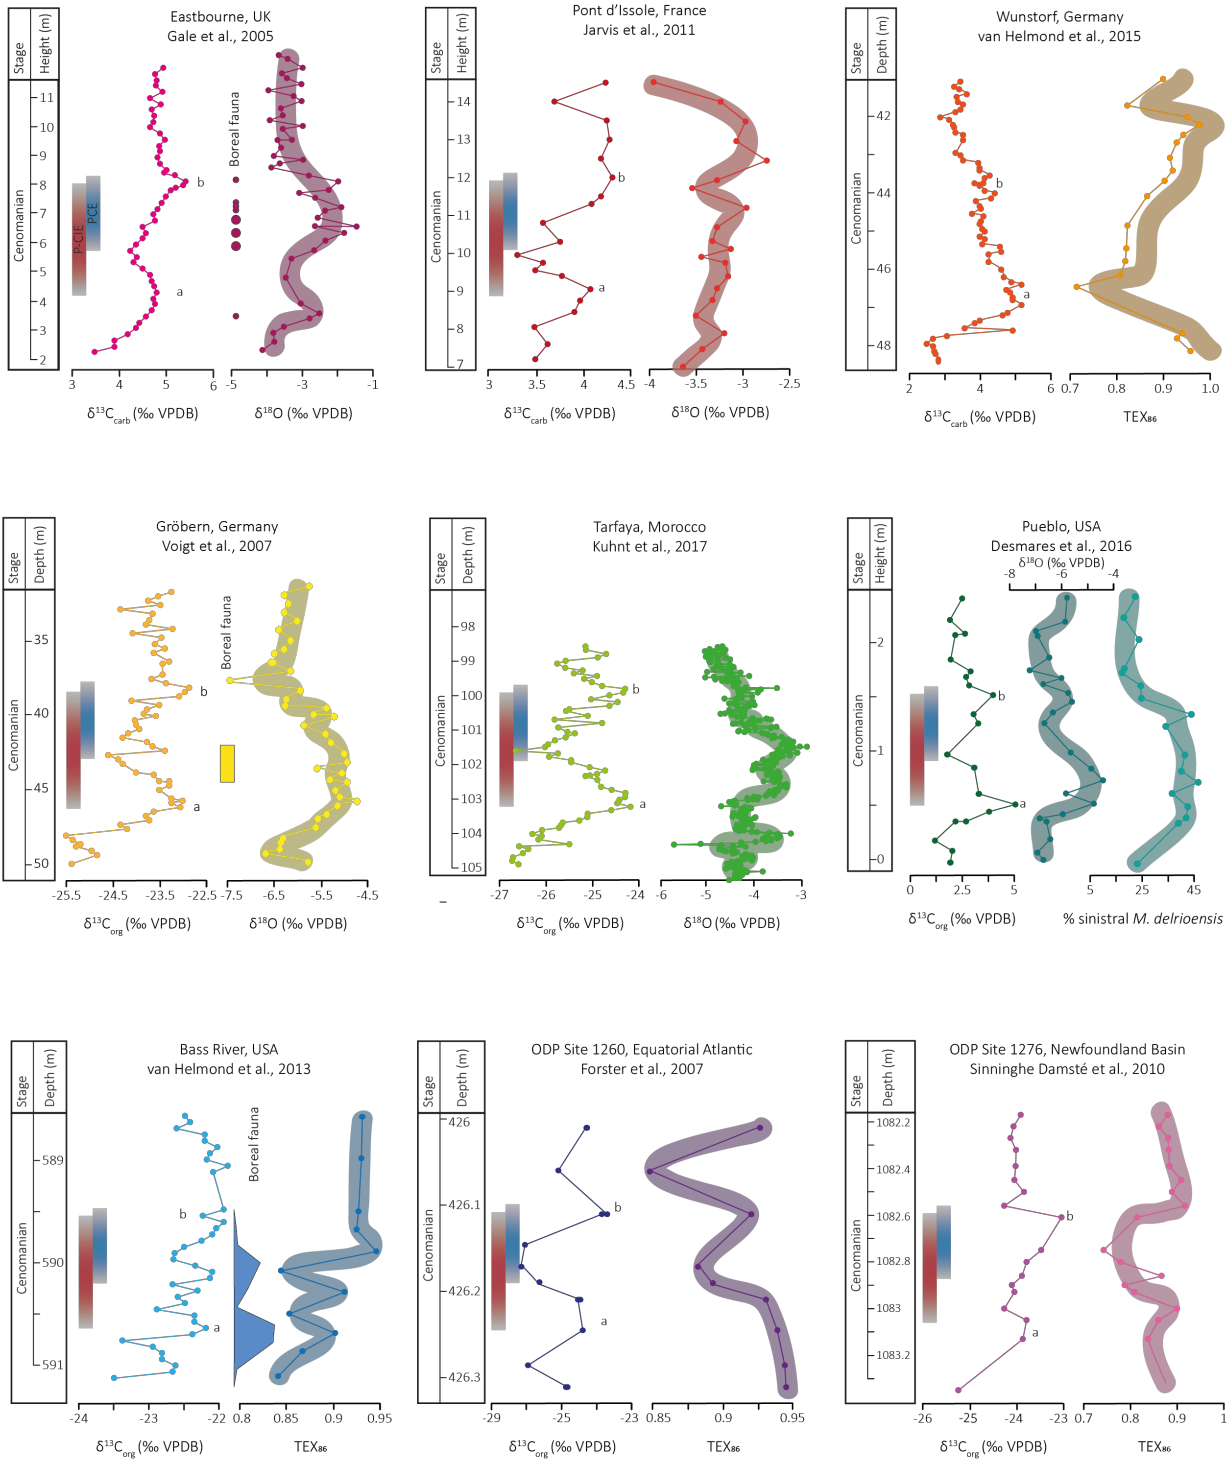 Eastbourne, UK
Gale et al., 2005
Stage
Height (m)
Cenomanian
11
10
9
8
7
6
5
4
3
2
P-CIE
PCE
b
a
Boreal fauna
3 4 5 6
-5 -3 -1
δ¹³Ccarb (‰ VPDB)
δ¹⁸O (‰ VPDB)
Pont d’Issole, France
Jarvis et al., 2011
Stage
Height (m)
Cenomanian
14
13
12
11
10
9
8
7
b
a
3 3.5 4 4.5
-4 -3.5 -3 -2.5
δ¹³Ccarb (‰ VPDB)
δ¹⁸O (‰ VPDB)
Wunstorf, Germany
van Helmond et al., 2015
Stage
Depth (m)
Cenomanian
42
44
46
48
b
a
2 4 6
0.7 0.8 0.9 1.0
δ¹³Ccarb (‰ VPDB)
TEX₈₆
Gröbern, Germany
Voigt et al., 2007
Stage
Depth (m)
Cenomanian
35
40
45
50
b
a
Boreal fauna
-25.5 -24.5 -23.5 -22.5
-7.5 -6.5 -5.5 -4.5
δ¹³Corg (‰ VPDB)
δ¹⁸O (‰ VPDB)
Tarfaya, Morocco
Kuhnt et al., 2017
Stage
Depth (m)
Cenomanian
98
99
100
101
102
103
104
105
b
a
-27 -26 -25 -24
-6 -5 -4 -3
δ¹³Corg (‰ VPDB)
δ¹⁸O (‰ VPDB)
Pueblo, USA
Desmares et al., 2016
δ¹⁸O (‰ VPDB)
-8 -6 -4
Stage
Height (m)
Cenomanian
2
1
0
b
a
0 2.5 5
5 25 45
δ¹³Corg (‰ VPDB)
% sinistral M. delrioensis
Bass River, USA
van Helmond et al., 2013
Stage
Depth (m)
Cenomanian
589
590
591
b
a
Boreal fauna
-24 -23 -22
0.8 0.85 0.9 0.95
δ¹³Corg (‰ VPDB)
TEX₈₆
ODP Site 1260, Equatorial Atlantic
Forster et al., 2007
Stage
Depth (m)
Cenomanian
426
426.1
426.2
426.3
b
a
-29 -25 -23
0.85 0.9 0.95
δ¹³Corg (‰ VPDB)
TEX₈₆
ODP Site 1276, Newfoundland Basin
Sinninghe Damsté et al., 2010
Stage
Depth (m)
Cenomanian
1082.2
1082.4
1082.6
1082.8
1083
1083.2
b
a
-26 -25 -24 -23
0.7 0.8 0.9 1
δ¹³Corg (‰ VPDB)
TEX₈₆